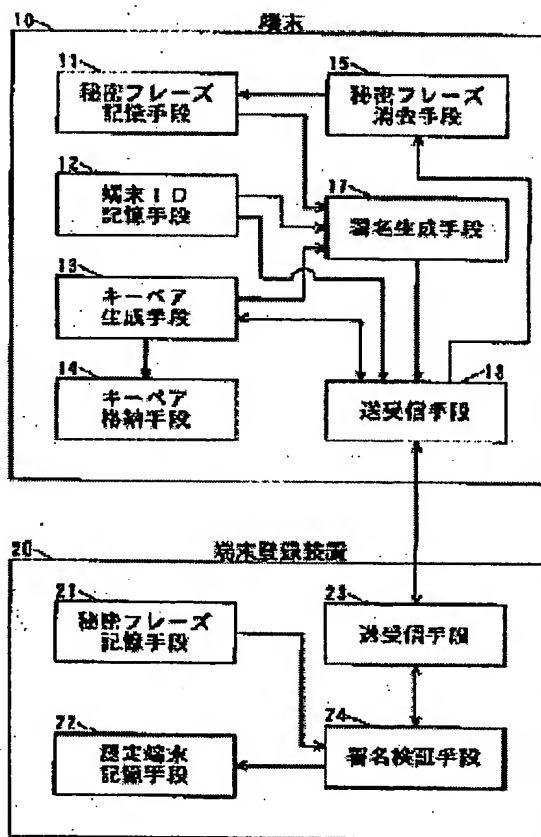 10
端末
11
秘密フレーズ
記憶手段
15
秘密フレーズ
消去手段
12
端末ID
記憶手段
17
署名生成手段
13
キーペア
生成手段
14
キーペア
格納手段
18
送受信手段
20
端末登録装置
21
秘密フレーズ
記憶手段
23
送受信手段
22
認定端末
記憶手段
24
署名検証手段